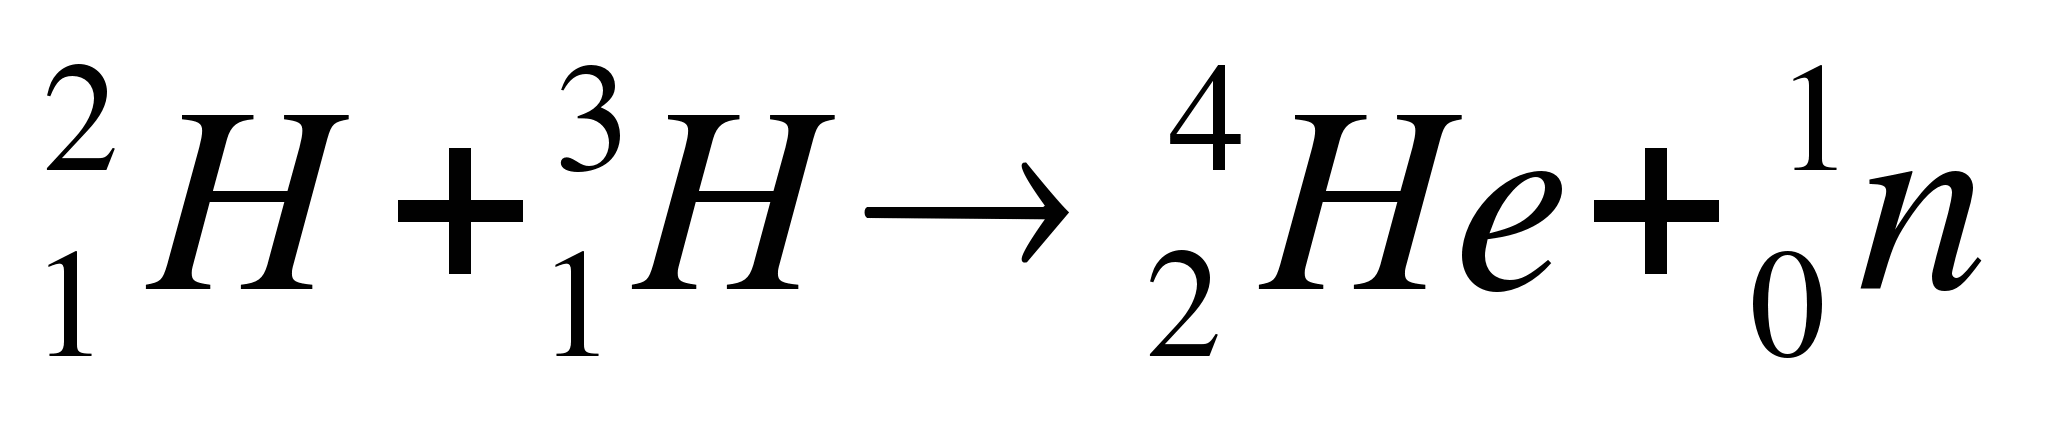 ²₁H + ³₁H → ⁴₂He + ¹₀n